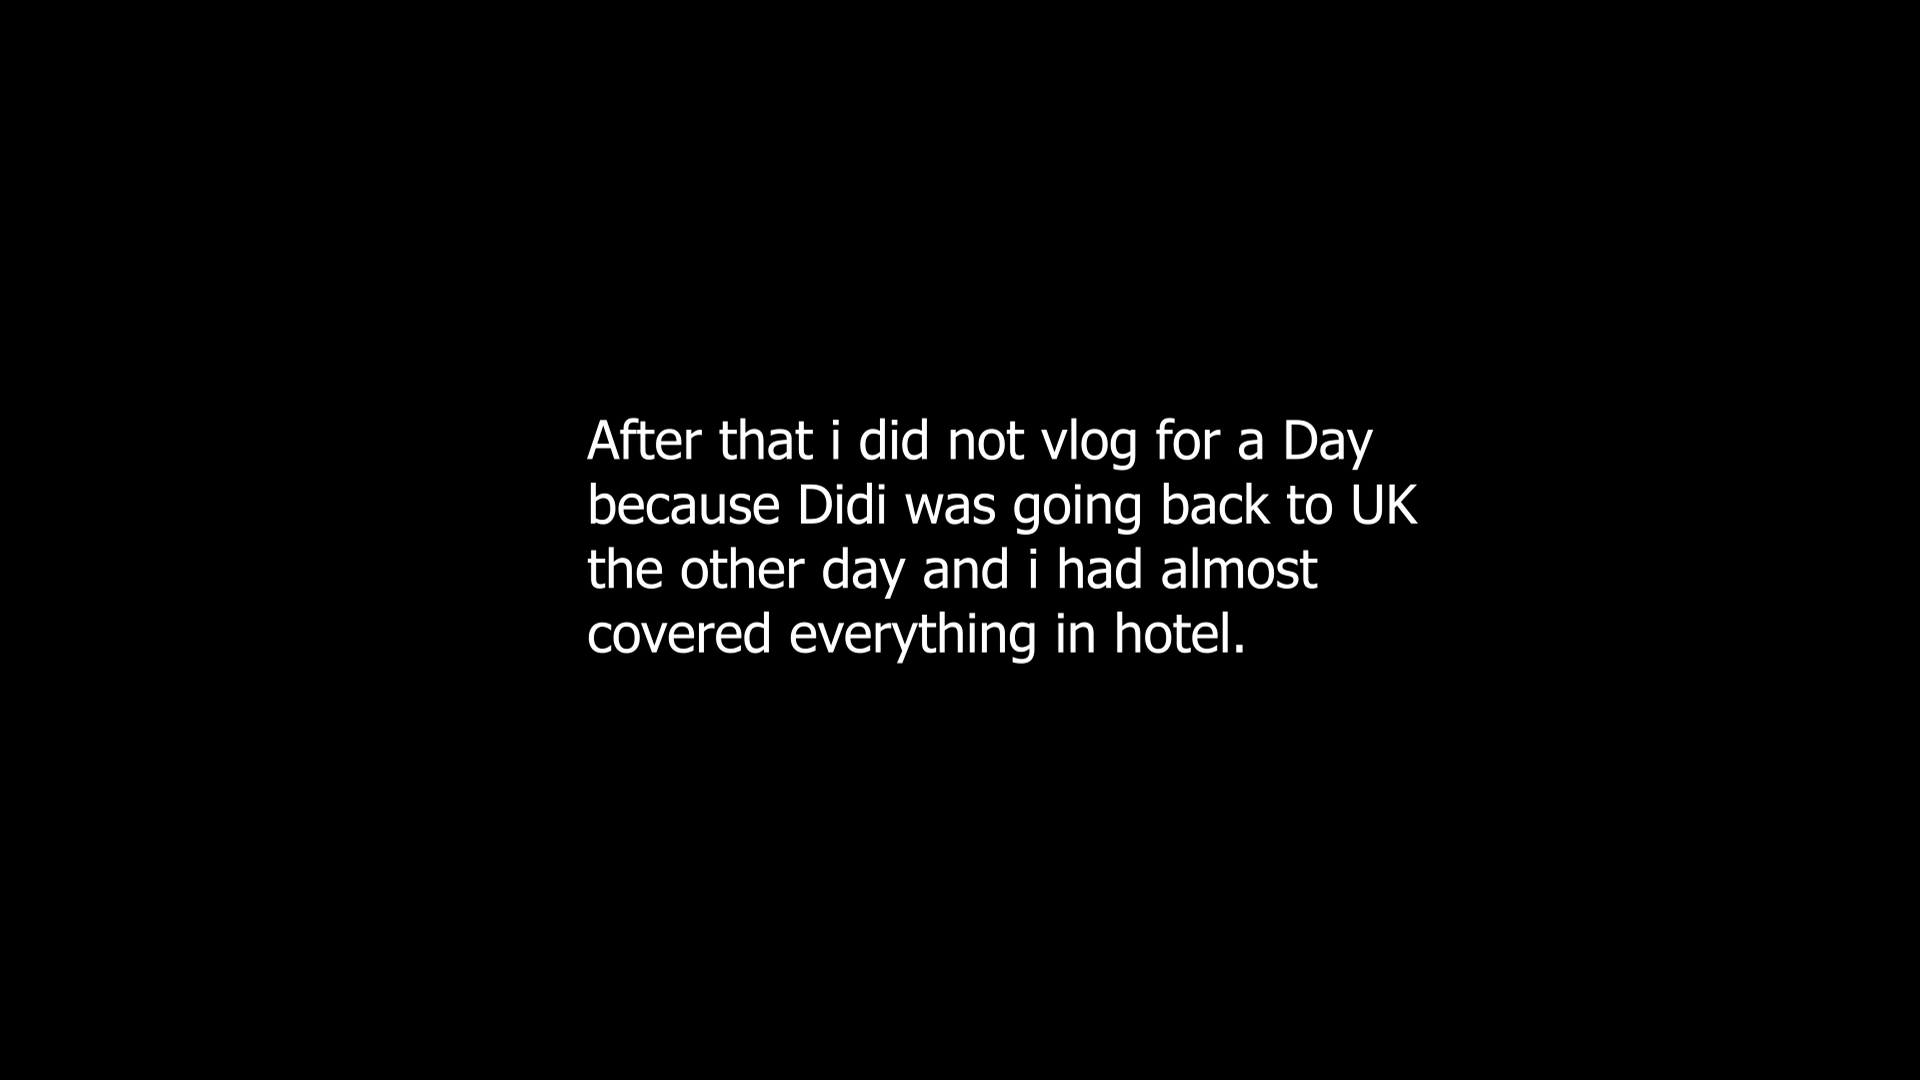 After that i did not vlog for a Day
because Didi was going back to UK
the other day and i had almost
covered everything in hotel.